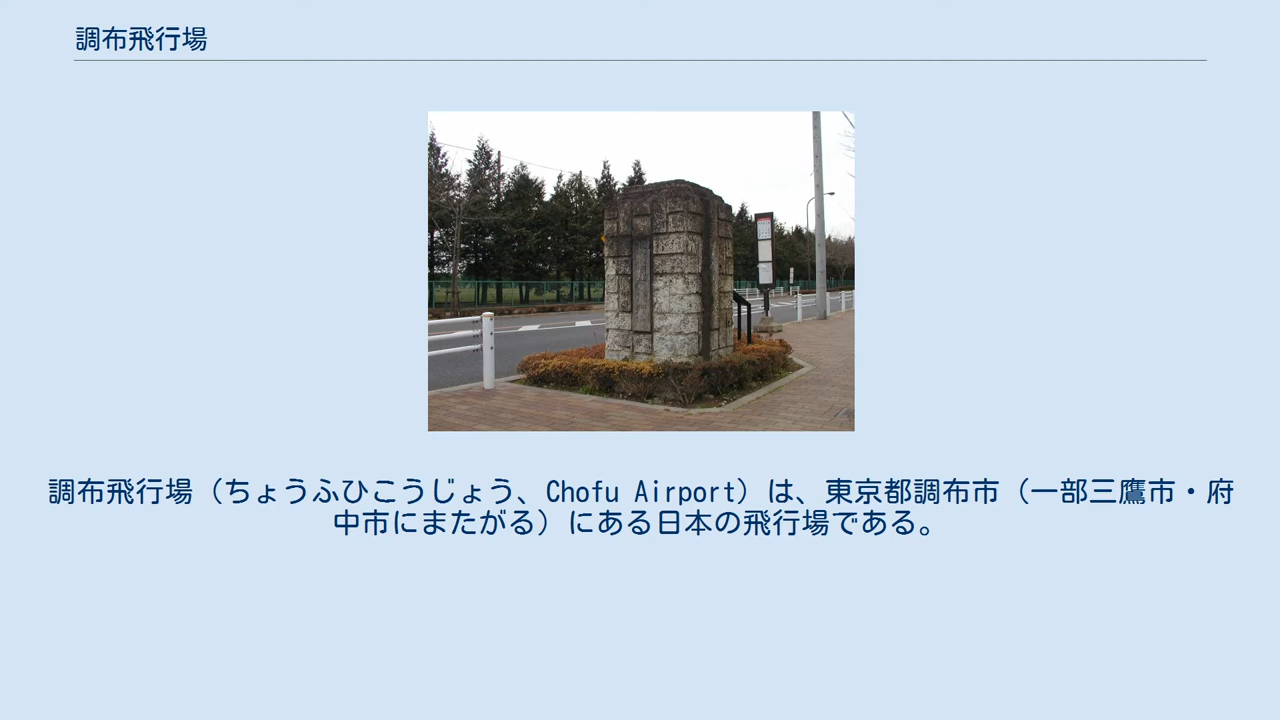 調布飛行場
調布飛行場（ちょうふひこうじょう、Chofu Airport）は、東京都調布市（一部三鷹市・府
中市にまたがる）にある日本の飛行場である。